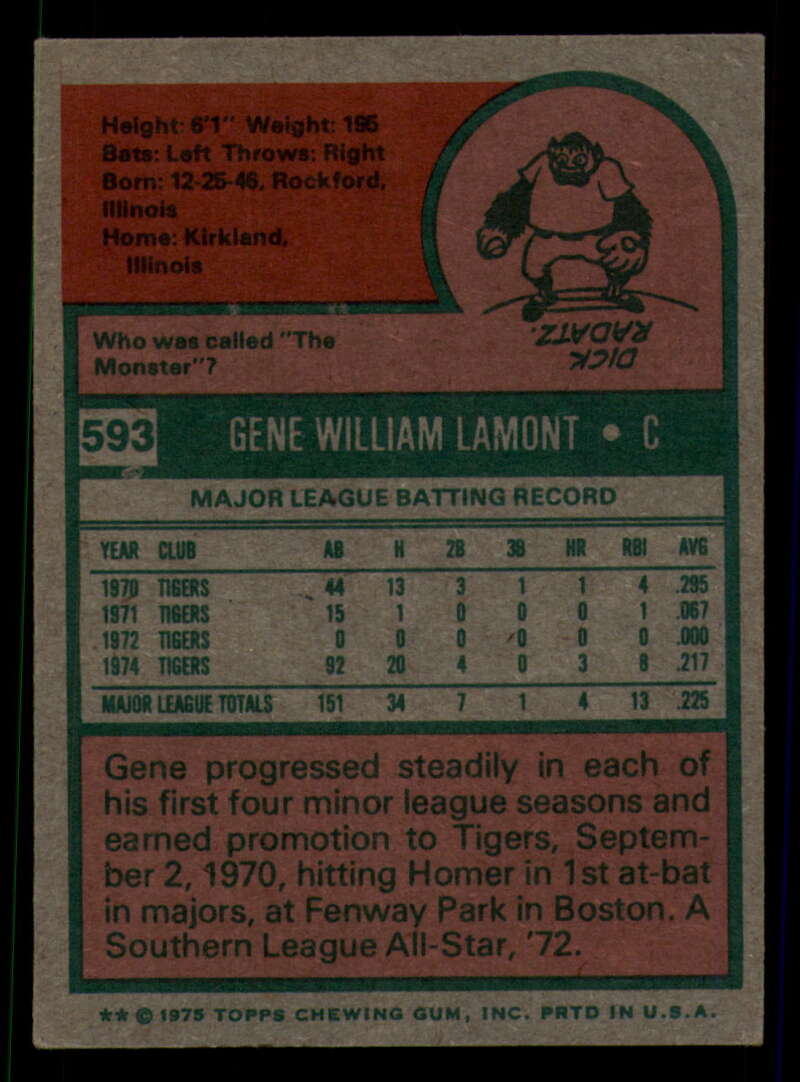 Height: 6'1" Weight: 195
Bats: Left Throws: Right
Born: 12-25-46, Rockford,
Illinois
Home: Kirkland,
Illinois
Who was called "The
Monster"?
DICK
RADATZ.
593 GENE WILLIAM LAMONT • C
MAJOR LEAGUE BATTING RECORD
YEAR CLUB AB H 2B 3B HR RBI AVG
1970 TIGERS 44 13 3 1 1 4 .295
1971 TIGERS 15 1 0 0 0 1 .067
1972 TIGERS 0 0 0 0 0 0 .000
1974 TIGERS 92 20 4 0 3 8 .217
MAJOR LEAGUE TOTALS 151 34 7 1 4 13 .225
Gene progressed steadily in each of
his first four minor league seasons and
earned promotion to Tigers, Septem-
ber 2, 1970, hitting Homer in 1st at-bat
in majors, at Fenway Park in Boston. A
Southern League All-Star, '72.
** © 1975 TOPPS CHEWING GUM, INC. PRTD IN U.S.A.